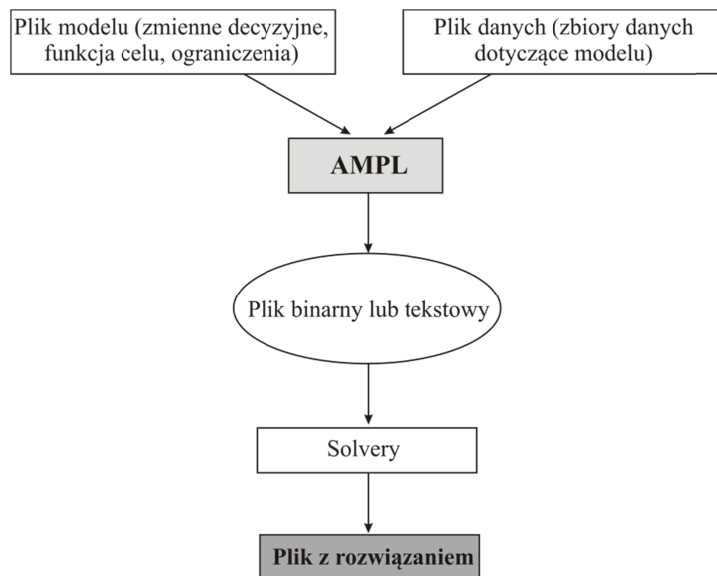 Plik modelu (zmienne decyzyjne,
funkcja celu, ograniczenia)
Plik danych (zbiory danych
dotyczące modelu)
AMPL
Plik binarny lub tekstowy
Solvery
Plik z rozwiązaniem